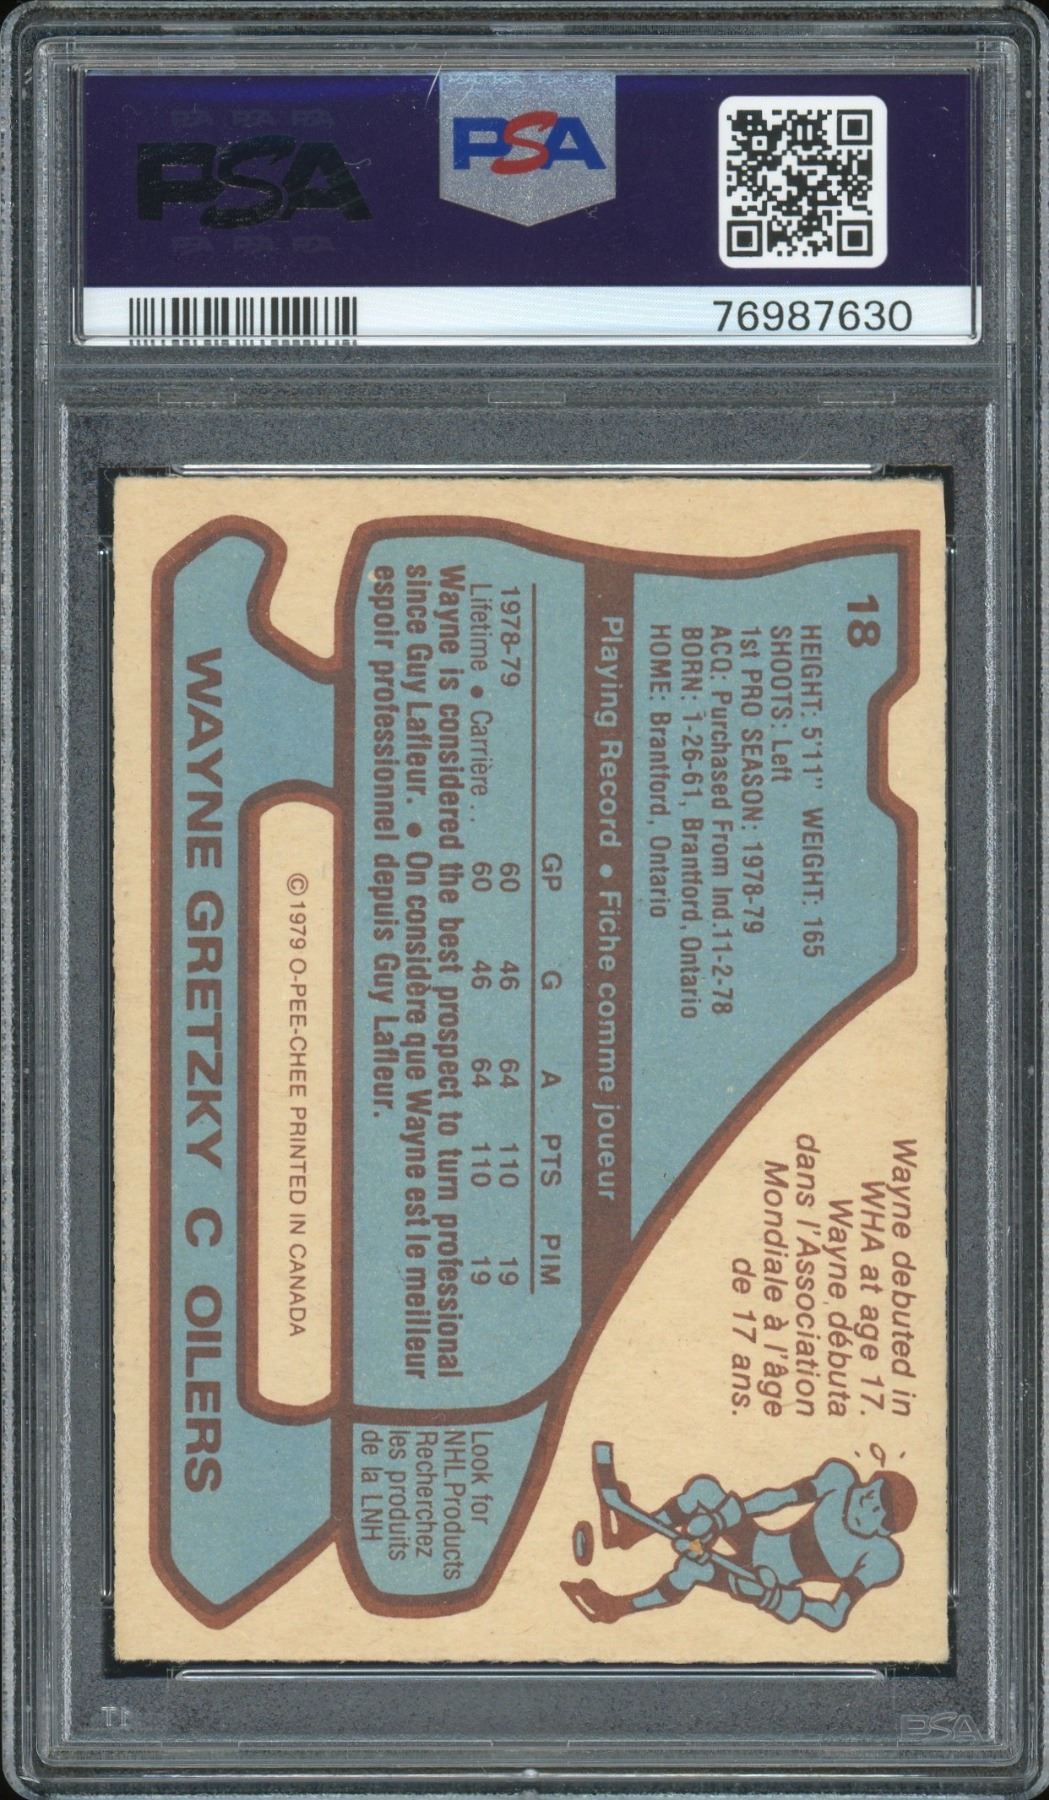 PSA PSA PSA
PSA
PSA PSA PSA
PSA
76987630
18
HEIGHT: 5'11" WEIGHT: 165
SHOOTS: Left
1st PRO SEASON: 1978-79
ACQ: Purchased From Ind.11-2-78
BORN: 1-26-61, Brantford, Ontario
HOME: Brantford, Ontario
Wayne debuted in
WHA at age 17.
Wayne débuta
dans l'Association
Mondiale à l'âge
de 17 ans.
Playing Record • Fiche comme joueur
GP G A PTS PIM
1978-79 60 46 64 110 19
Lifetime • Carrière . . 60 46 64 110 19
Wayne is considered the best prospect to turn professional
since Guy Lafleur. • On considère que Wayne est le meilleur
espoir professionnel depuis Guy Lafleur.
Look for
NHL Products
Recherchez
les produits
de la LNH
© 1979 O-PEE-CHEE PRINTED IN CANADA
WAYNE GRETZKY C OILERS
PSA